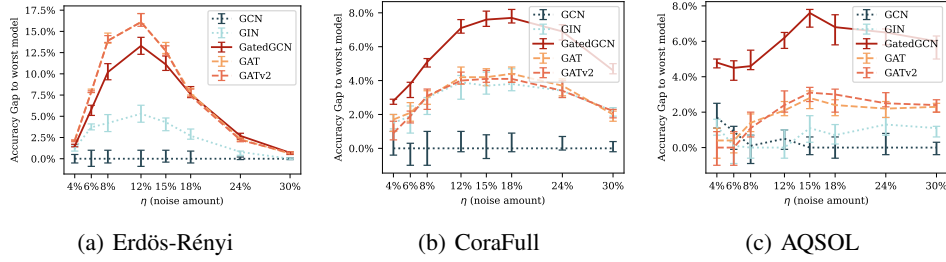 Accuracy Gap to worst model
22.5%
20.0%
17.5%
15.0%
12.5%
10.0%
7.5%
5.0%
2.5%
0.0%
4% 6% 8% 12% 15% 18% 24% 30%
η (noise amount)
GCN
GIN
GatedGCN
GAT
GATv2
(a) Erdös-Rényi
Accuracy Gap to worst model
8.0%
6.0%
4.0%
2.0%
0.0%
4% 6% 8% 12% 15% 18% 24% 30%
η (noise amount)
GCN
GIN
GatedGCN
GAT
GATv2
(b) CoraFull
Accuracy Gap to worst model
8.0%
6.0%
4.0%
2.0%
0.0%
4% 6% 8% 12% 15% 18% 24% 30%
η (noise amount)
GCN
GIN
GatedGCN
GAT
GATv2
(c) AQSOL